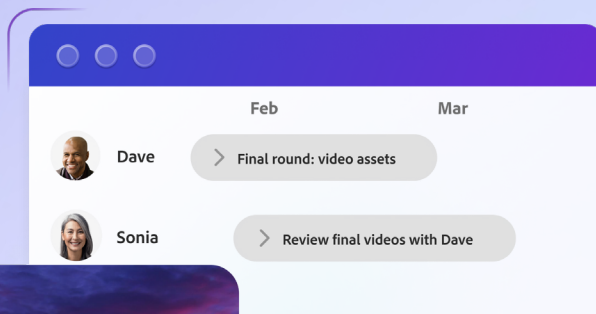 Feb Mar
Dave Final round: video assets
Sonia Review final videos with Dave